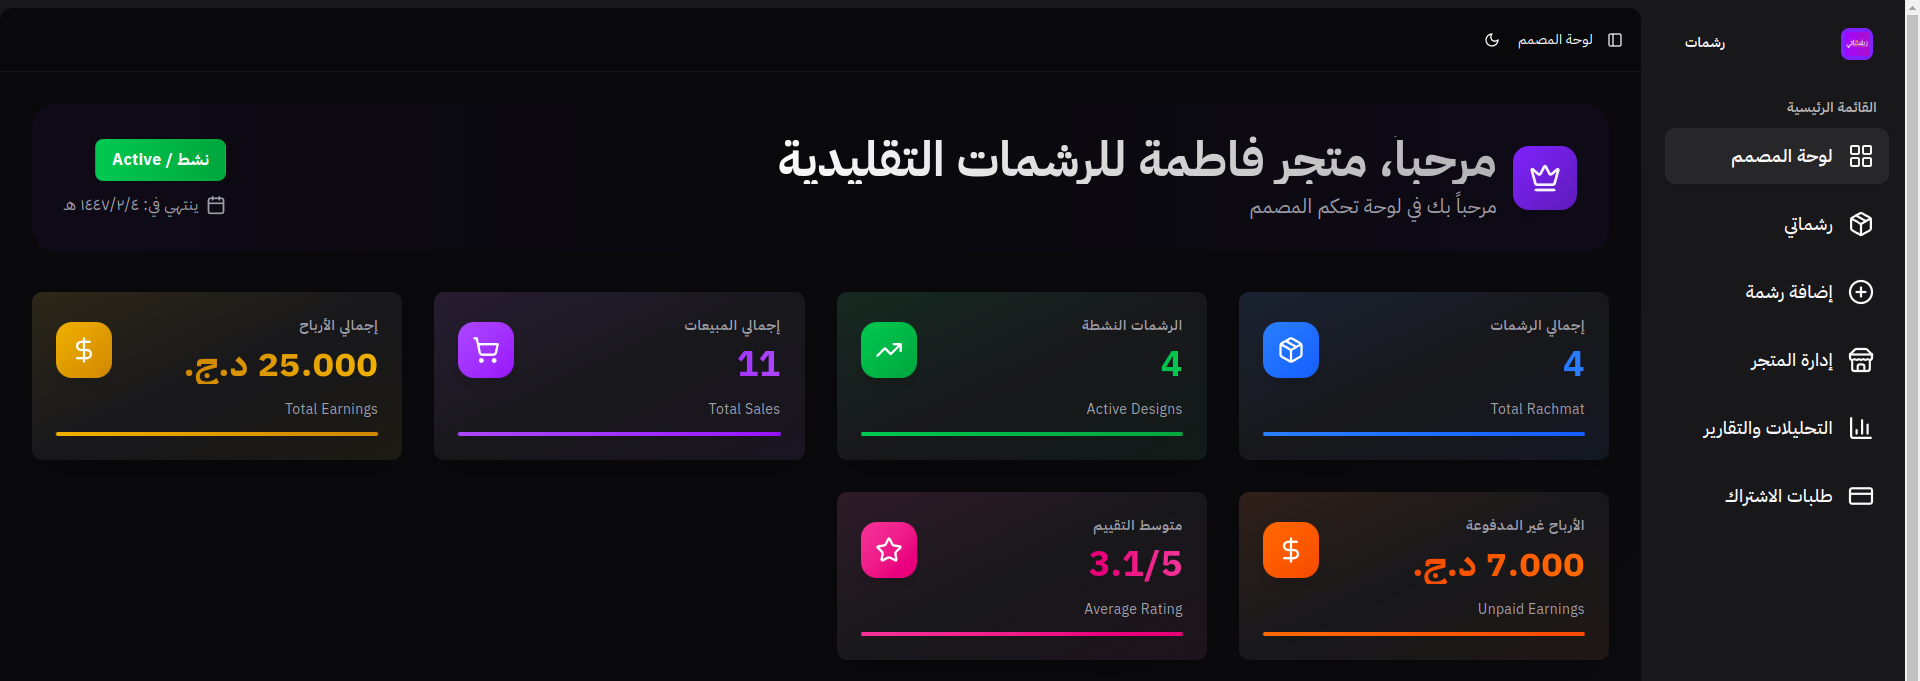 رشمات
القائمة الرئيسية
لوحة المصمم
رشماتي
إضافة رشمة
إدارة المتجر
التحليلات والتقارير
طلبات الاشتراك
لوحة المصمم
مرحباً، متجر فاطمة للرشمات التقليدية
مرحباً بك في لوحة تحكم المصمم
نشط / Active
ينتهي في: ١٤٤٧/٢/٤ هـ
إجمالي الرشمات
4
Total Rachmat
الرشمات النشطة
4
Active Designs
إجمالي المبيعات
11
Total Sales
إجمالي الأرباح
25.000 د.ج.
Total Earnings
الأرباح غير المدفوعة
7.000 د.ج.
Unpaid Earnings
متوسط التقييم
3.1/5
Average Rating